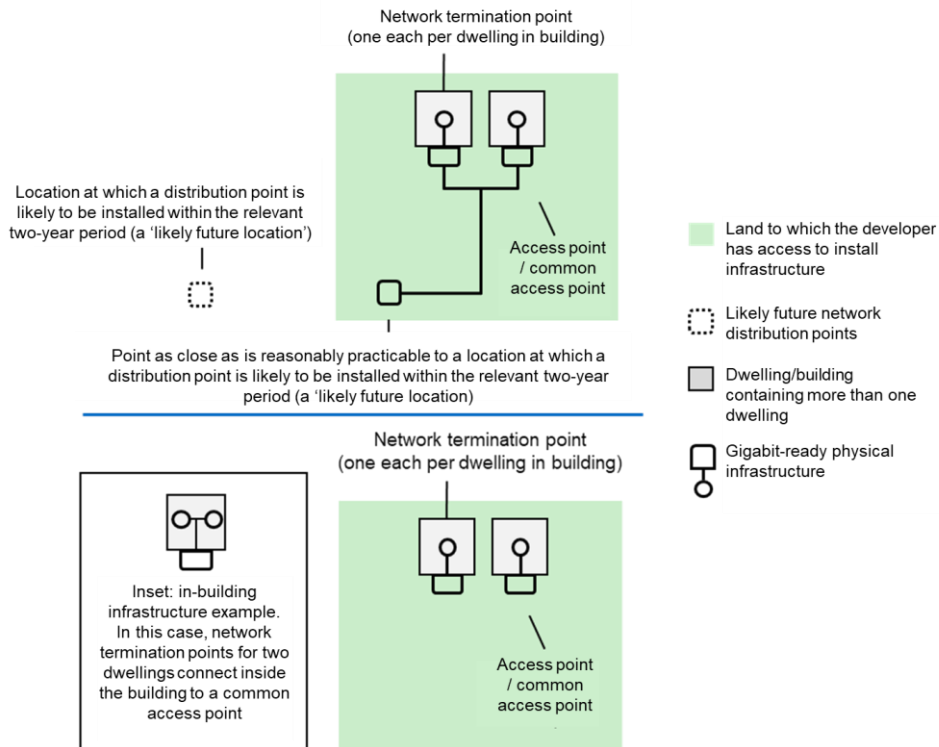 Network termination point
(one each per dwelling in building)
Location at which a distribution point is
likely to be installed within the relevant
two-year period (a ‘likely future location’)
Access point
/ common
access point
Point as close as is reasonably practicable to a location at which a
distribution point is likely to be installed within the relevant two-year
period (a ‘likely future location)
Land to which the developer
has access to install
infrastructure
Likely future network
distribution points
Dwelling/building
containing more than one
dwelling
Gigabit-ready physical
infrastructure
Network termination point
(one each per dwelling in building)
Inset: in-building
infrastructure example.
In this case, network
termination points for two
dwellings connect inside
the building to a common
access point
Access point
/ common
access point